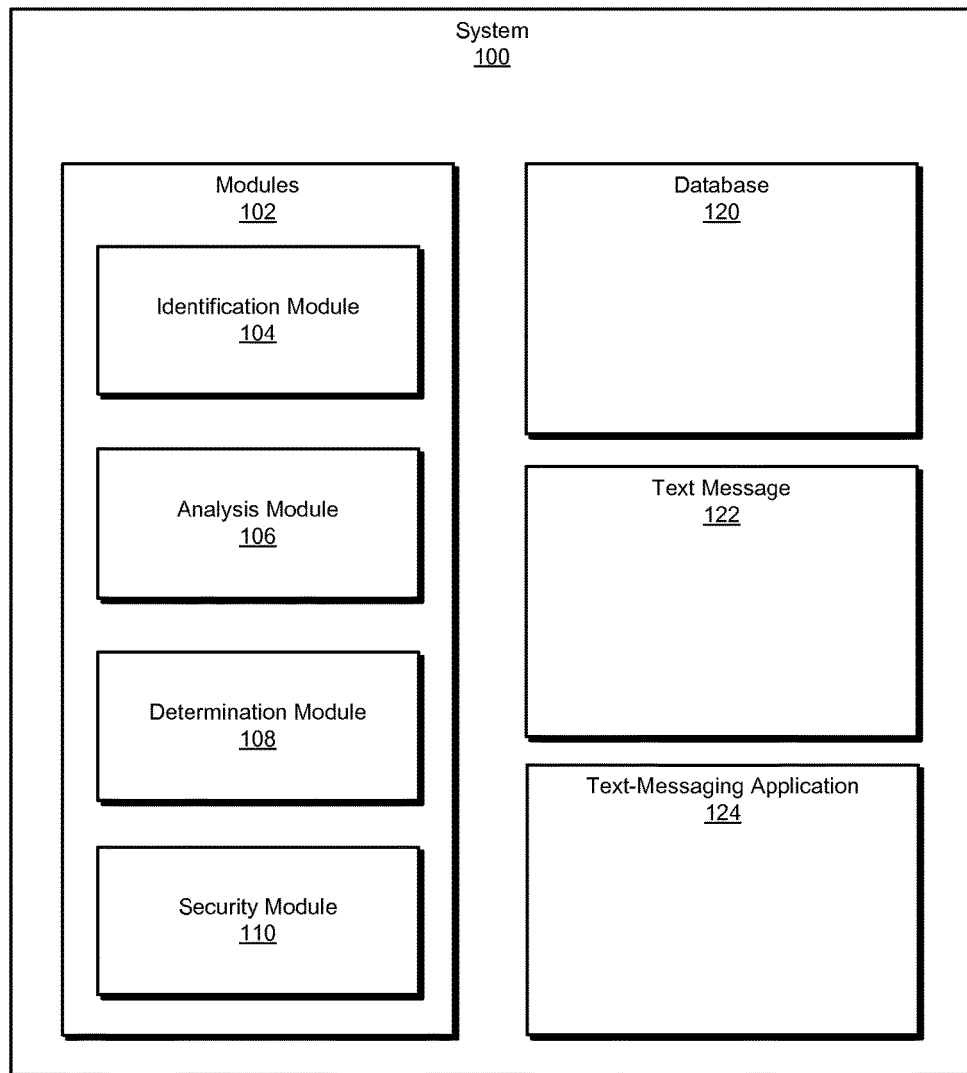 System
100
Modules
102
Identification Module
104
Analysis Module
106
Determination Module
108
Security Module
110
Database
120
Text Message
122
Text-Messaging Application
124